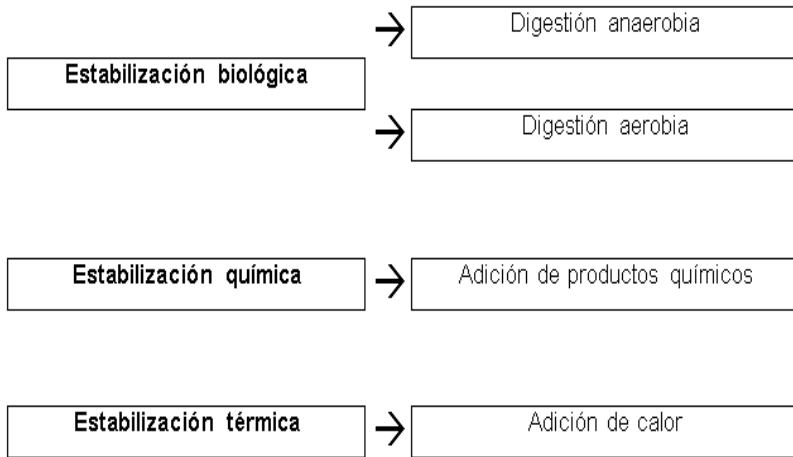 Digestión anaerobia
Estabilización biológica
Digestión aerobia
Estabilización química
Adición de productos químicos
Estabilización térmica
Adición de calor